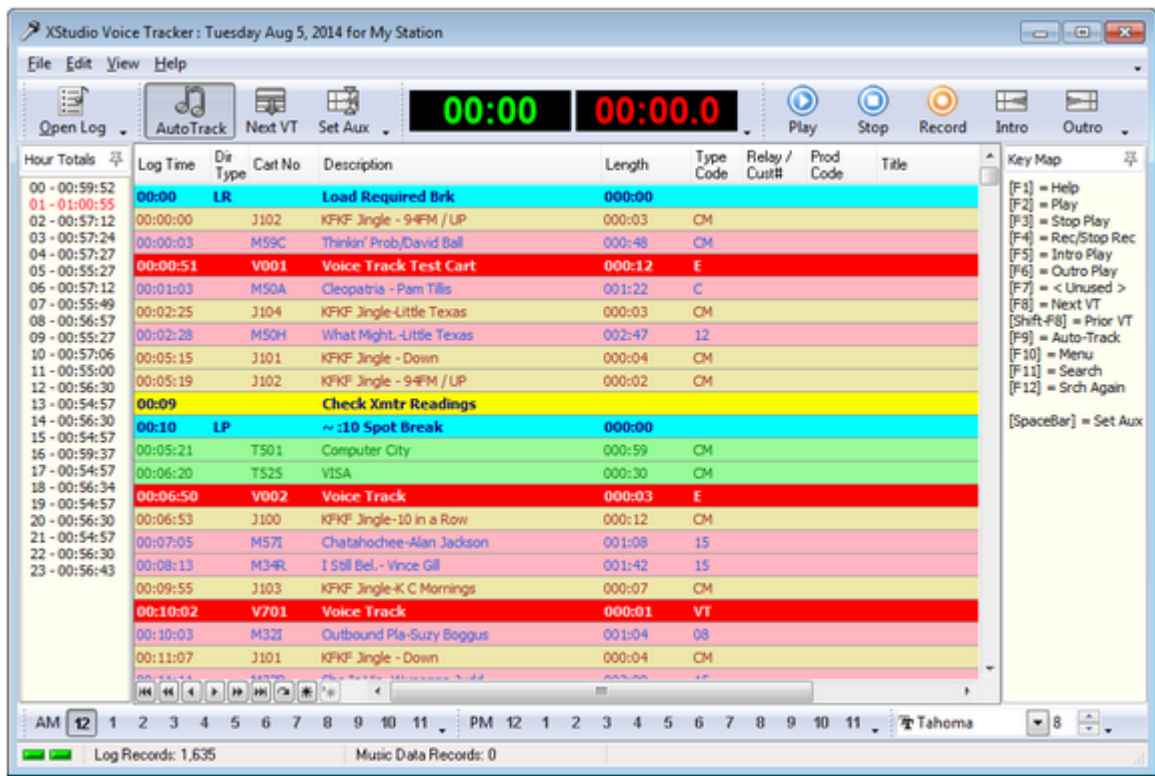 XStudio Voice Tracker : Tuesday Aug 5, 2014 for My Station
File Edit View Help
Open Log AutoTrack Next VT Set Aux 00:00 00:00.0 Play Stop Record Intro Outro
Hour Totals
00 - 00:59:52
01 - 01:00:55
02 - 00:57:12
03 - 00:57:24
04 - 00:57:27
05 - 00:55:27
06 - 00:57:12
07 - 00:55:49
08 - 00:56:57
09 - 00:55:27
10 - 00:57:06
11 - 00:55:00
12 - 00:56:30
13 - 00:54:57
14 - 00:56:30
15 - 00:54:57
16 - 00:59:37
17 - 00:54:57
18 - 00:56:34
19 - 00:54:57
20 - 00:56:30
21 - 00:54:57
22 - 00:56:30
23 - 00:56:43
Log Time Dir Type Cart No Description Length Type Code Relay / Cust# Prod Code Title
00:00 LR Load Required Brk 000:00
00:00:00 J102 KFKF Jingle - 94FM / UP 000:03 CM
00:00:03 M59C Thinkin' Prob/David Ball 000:48 CM
00:00:51 V001 Voice Track Test Cart 000:12 E
00:01:03 M50A Cleopatria - Pam Tillis 001:22 C
00:02:25 J104 KFKF Jingle-Little Texas 000:03 CM
00:02:28 M50H What Might.-Little Texas 002:47 12
00:05:15 J101 KFKF Jingle - Down 000:04 CM
00:05:19 J102 KFKF Jingle - 94FM / UP 000:02 CM
00:09 Check Xmtr Readings
00:10 LP ~ :10 Spot Break 000:00
00:05:21 T501 Computer City 000:59 CM
00:06:20 T525 VISA 000:30 CM
00:06:50 V002 Voice Track 000:03 E
00:06:53 J100 KFKF Jingle-10 in a Row 000:12 CM
00:07:05 M57I Chatahochee-Alan Jackson 001:08 15
00:08:13 M34R I Still Bel.- Vince Gill 001:42 15
00:09:55 J103 KFKF Jingle-K C Mornings 000:07 CM
00:10:02 V701 Voice Track 000:01 VT
00:10:03 M32I Outbound Pla-Suzy Boggus 001:04 08
00:11:07 J101 KFKF Jingle - Down 000:04 CM
Key Map
[F1] = Help
[F2] = Play
[F3] = Stop Play
[F4] = Rec/Stop Rec
[F5] = Intro Play
[F6] = Outro Play
[F7] = < Unused >
[F8] = Next VT
[Shift-F8] = Prior VT
[F9] = Auto-Track
[F10] = Menu
[F11] = Search
[F12] = Srch Again
[SpaceBar] = Set Aux
AM 12 1 2 3 4 5 6 7 8 9 10 11 PM 12 1 2 3 4 5 6 7 8 9 10 11 Tahoma 8
Log Records: 1,635 Music Data Records: 0